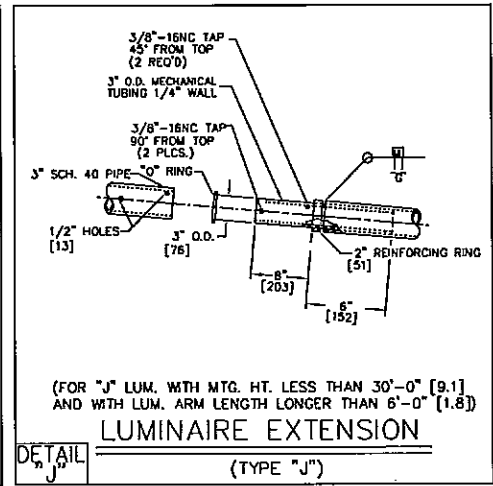 3/8"-16NC TAP
45° FROM TOP
(2 REQ'D)
3" O.D. MECHANICAL
TUBING 1/4" WALL
3/8"-16NC TAP
90° FROM TOP
(2 PLCS.)
3" SCH. 40 PIPE
"O" RING
1/2" HOLES
[13]
3" O.D.
[76]
2" REINFORCING RING
[51]
8"
[203]
6"
[152]
(FOR "J" LUM. WITH MTG. HT. LESS THAN 30'-0" [9.1]
AND WITH LUM. ARM LENGTH LONGER THAN 6'-0" [1.8])
LUMINAIRE EXTENSION
DETAIL
"J"
(TYPE "J")